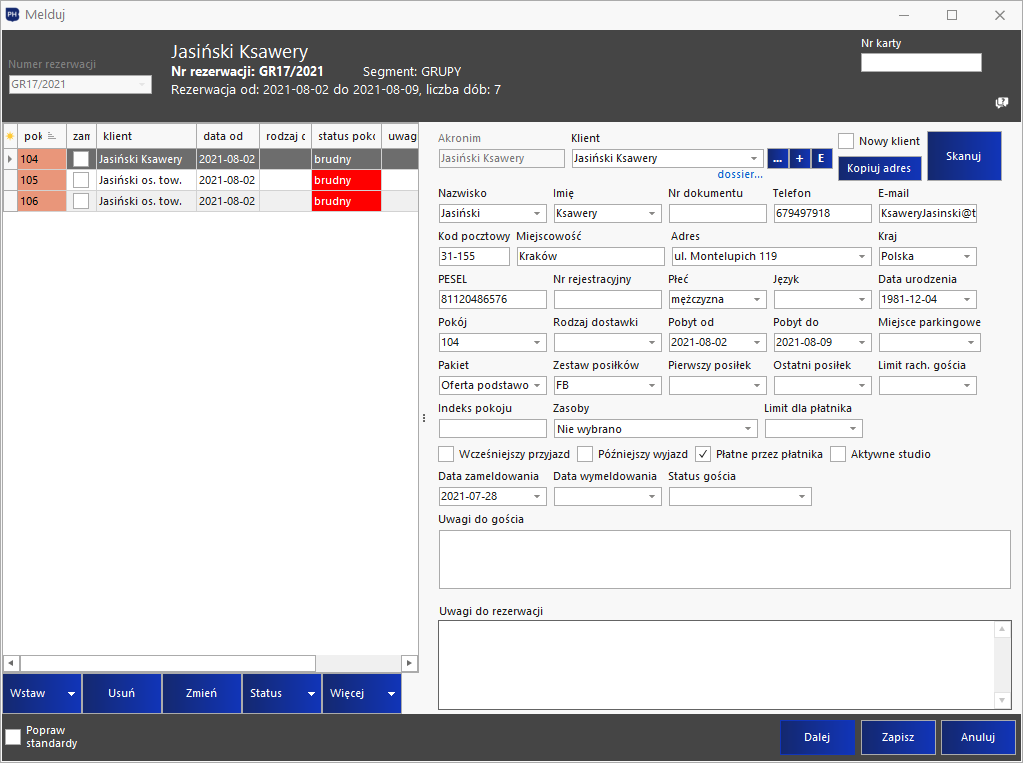 PH Melduj
Jasiński Ksawery
Nr karty
Numer rezerwacji
Nr rezerwacji: GR17/2021 Segment: GRUPY
GR17/2021
Rezerwacja od: 2021-08-02 do 2021-08-09, liczba dób: 7
pok zam klient data od rodzaj status poko uwag
104 Jasiński Ksawery 2021-08-02 brudny
105 Jasiński os. tow. 2021-08-02 brudny
106 Jasiński os. tow. 2021-08-02 brudny
Akronim Klient Nowy klient
Jasiński Ksawery Jasiński Ksawery ... + E Kopiuj adres Skanuj
dossier...
Nazwisko Imię Nr dokumentu Telefon E-mail
Jasiński Ksawery 679497918 KsaweryJasinski@t
Kod pocztowy Miejscowość Adres Kraj
31-155 Kraków ul. Montelupich 119 Polska
PESEL Nr rejestracyjny Płeć Język Data urodzenia
81120486576 mężczyzna 1981-12-04
Pokój Rodzaj dostawki Pobyt od Pobyt do Miejsce parkingowe
104 2021-08-02 2021-08-09
Pakiet Zestaw posiłków Pierwszy posiłek Ostatni posiłek Limit rach. gościa
Oferta podstawo FB
Indeks pokoju Zasoby Limit dla płatnika
Nie wybrano
Wcześniejszy przyjazd Późniejszy wyjazd Płatne przez płatnika Aktywne studio
Data zameldowania Data wymeldowania Status gościa
2021-07-28
Uwagi do gościa
Uwagi do rezerwacji
Wstaw Usuń Zmień Status Więcej
Popraw
standardy
Dalej Zapisz Anuluj